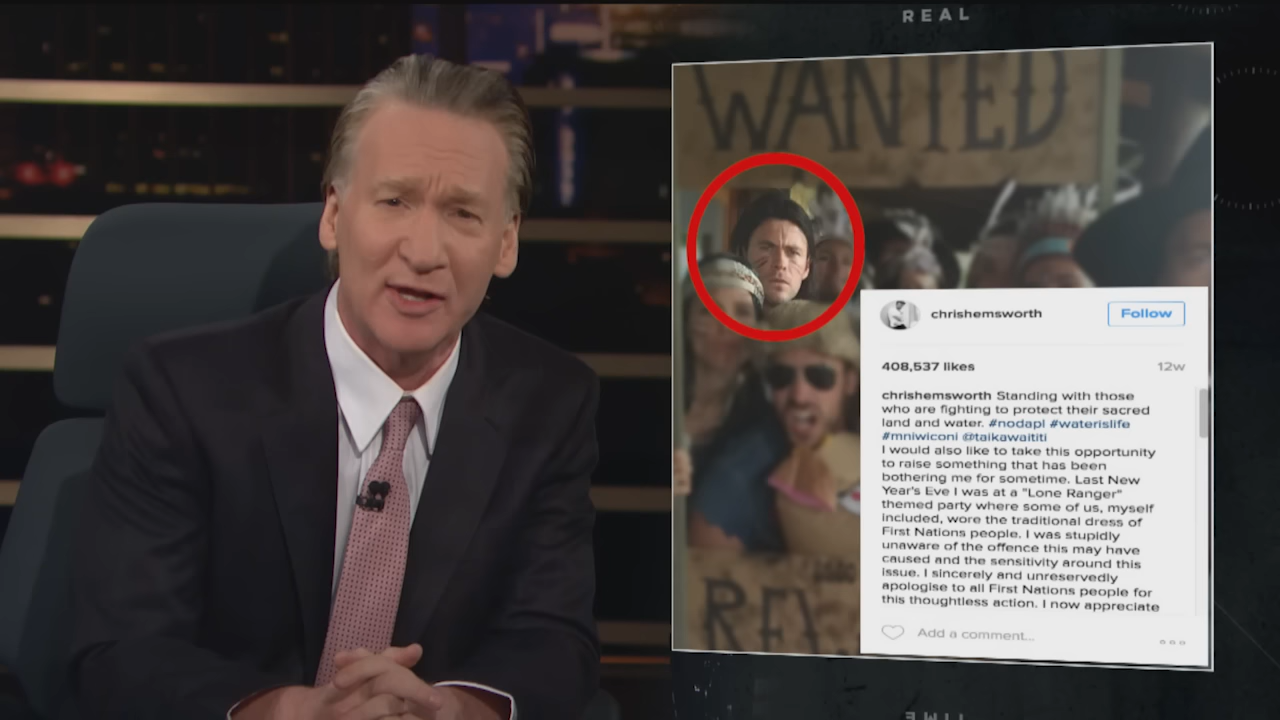 REAL
WANTED
chrishemsworth
Follow
408,537 likes
12w
chrishemsworth Standing with those
who are fighting to protect their sacred
land and water. #nodapl #waterislife
#mniwiconi @taikawaititi
I would also like to take this opportunity
to raise something that has been
bothering me for sometime. Last New
Year's Eve I was at a "Lone Ranger"
themed party where some of us, myself
included, wore the traditional dress of
First Nations people. I was stupidly
unaware of the offence this may have
caused and the sensitivity around this
issue. I sincerely and unreservedly
apologise to all First Nations people for
this thoughtless action. I now appreciate
Add a comment...